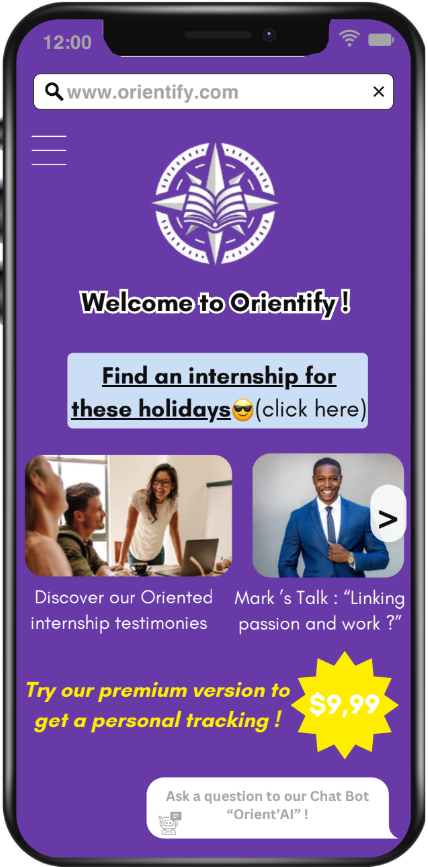 12:00
www.orientify.com ×
Welcome to Orientify !
Find an internship for
these holidays😎(click here)
>
Discover our Oriented
internship testimonies
Mark 's Talk : “Linking
passion and work ?”
Try our premium version to
get a personal tracking !
$9,99
Ask a question to our Chat Bot
“Orient’AI” !